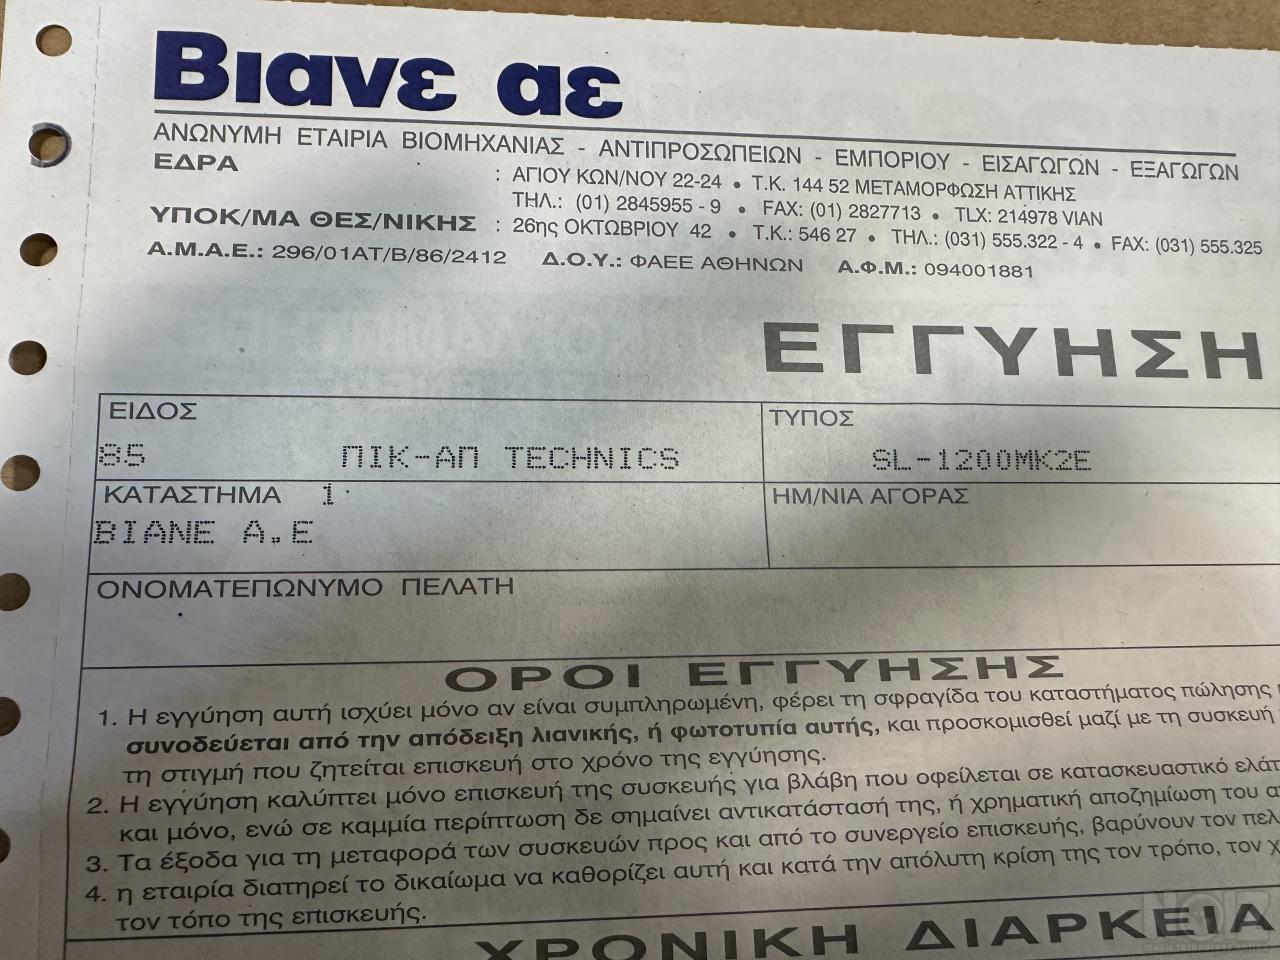 Βιανε αε
ΑΝΩΝΥΜΗ ΕΤΑΙΡΙΑ ΒΙΟΜΗΧΑΝΙΑΣ - ΑΝΤΙΠΡΟΣΩΠΕΙΩΝ - ΕΜΠΟΡΙΟΥ - ΕΙΣΑΓΩΓΩΝ - ΕΞΑΓΩΓΩΝ
ΕΔΡΑ : ΑΓΙΟΥ ΚΩΝ/ΝΟΥ 22-24 • Τ.Κ. 144 52 ΜΕΤΑΜΟΡΦΩΣΗ ΑΤΤΙΚΗΣ
ΤΗΛ.: (01) 2845955 - 9 • FAX: (01) 2827713 • TLX: 214978 VIAN
ΥΠΟΚ/ΜΑ ΘΕΣ/ΝΙΚΗΣ : 26ης ΟΚΤΩΒΡΙΟΥ 42 • Τ.Κ.: 546 27 • ΤΗΛ.: (031) 555.322 - 4 • FAX: (031) 555.325
Α.Μ.Α.Ε.: 296/01ΑΤ/Β/86/2412 Δ.Ο.Υ.: ΦΑΕΕ ΑΘΗΝΩΝ Α.Φ.Μ.: 094001881
ΕΓΓΥΗΣΗ
ΕΙΔΟΣ ΤΥΠΟΣ
85 ΠΙΚ-ΑΠ TECHNICS SL-1200MK2E
ΚΑΤΑΣΤΗΜΑ 1 ΗΜ/ΝΙΑ ΑΓΟΡΑΣ
ΒΙΑΝΕ Α.Ε
ΟΝΟΜΑΤΕΠΩΝΥΜΟ ΠΕΛΑΤΗ
ΟΡΟΙ ΕΓΓΥΗΣΗΣ
1. Η εγγύηση αυτή ισχύει μόνο αν είναι συμπληρωμένη, φέρει τη σφραγίδα του καταστήματος πώλησης
συνοδεύεται από την απόδειξη λιανικής, ή φωτοτυπία αυτής, και προσκομισθεί μαζί με τη συσκευή
τη στιγμή που ζητείται επισκευή στο χρόνο της εγγύησης.
2. Η εγγύηση καλύπτει μόνο επισκευή της συσκευής για βλάβη που οφείλεται σε κατασκευαστικό ελάτ
και μόνο, ενώ σε καμμία περίπτωση δε σημαίνει αντικατάστασή της, ή χρηματική αποζημίωση του
3. Τα έξοδα για τη μεταφορά των συσκευών προς και από το συνεργείο επισκευής, βαρύνουν τον πελ
4. η εταιρία διατηρεί το δικαίωμα να καθορίζει αυτή και κατά την απόλυτη κρίση της τον τρόπο, τον χ
τον τόπο της επισκευής.
ΧΡΟΝΙΚΗ ΔΙΑΡΚΕΙΑ